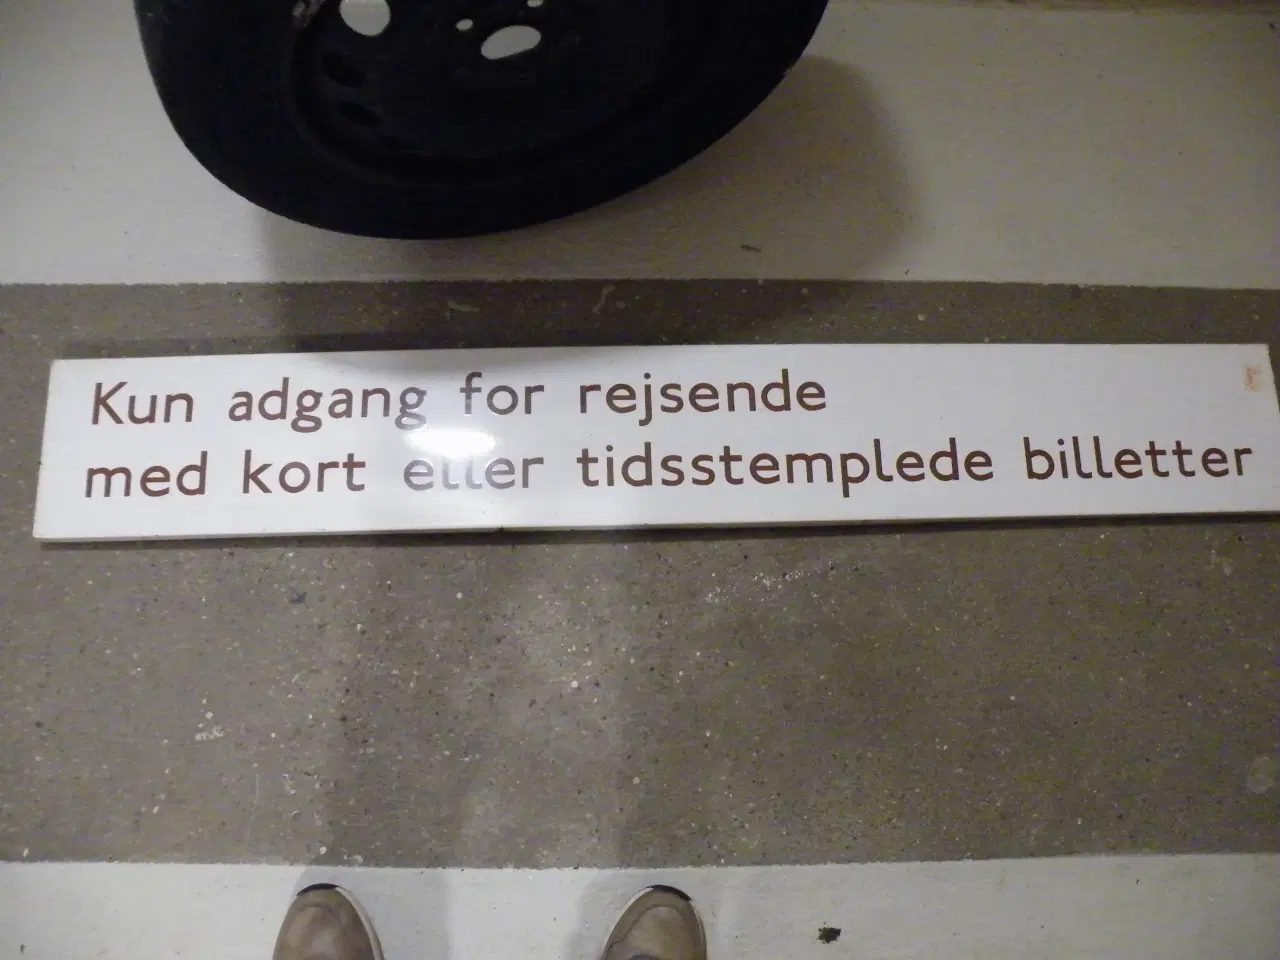 Kun adgang for rejsende
med kort eller tidsstemplede billetter